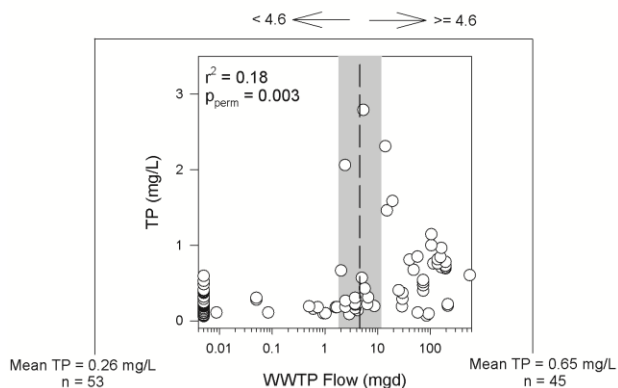 < 4.6
>= 4.6
r² = 0.18
p_perm = 0.003
3
2
1
0
TP (mg/L)
0.01 0.1 1 10 100
WWTP Flow (mgd)
Mean TP = 0.26 mg/L
n = 53
Mean TP = 0.65 mg/L
n = 45